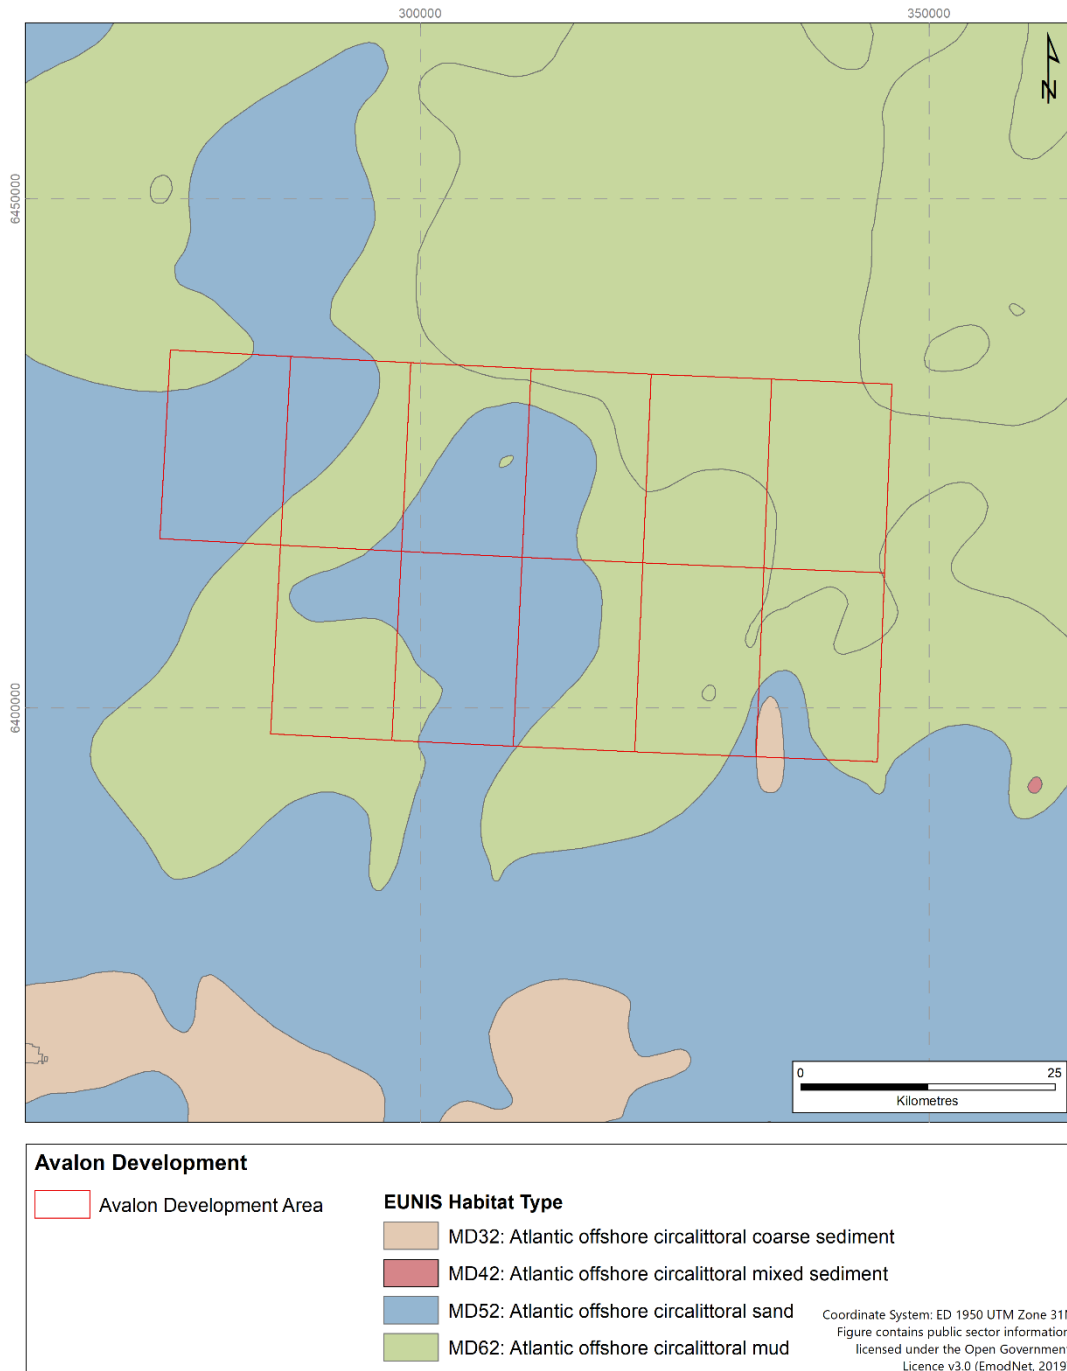 300000 350000
N
6450000
6400000
0 25
Kilometres
Avalon Development
Avalon Development Area
EUNIS Habitat Type
MD32: Atlantic offshore circalittoral coarse sediment
MD42: Atlantic offshore circalittoral mixed sediment
MD52: Atlantic offshore circalittoral sand
MD62: Atlantic offshore circalittoral mud
Coordinate System: ED 1950 UTM Zone
Figure contains public sector information
licensed under the Open Government
Licence v3.0 (EmodNet, 2019